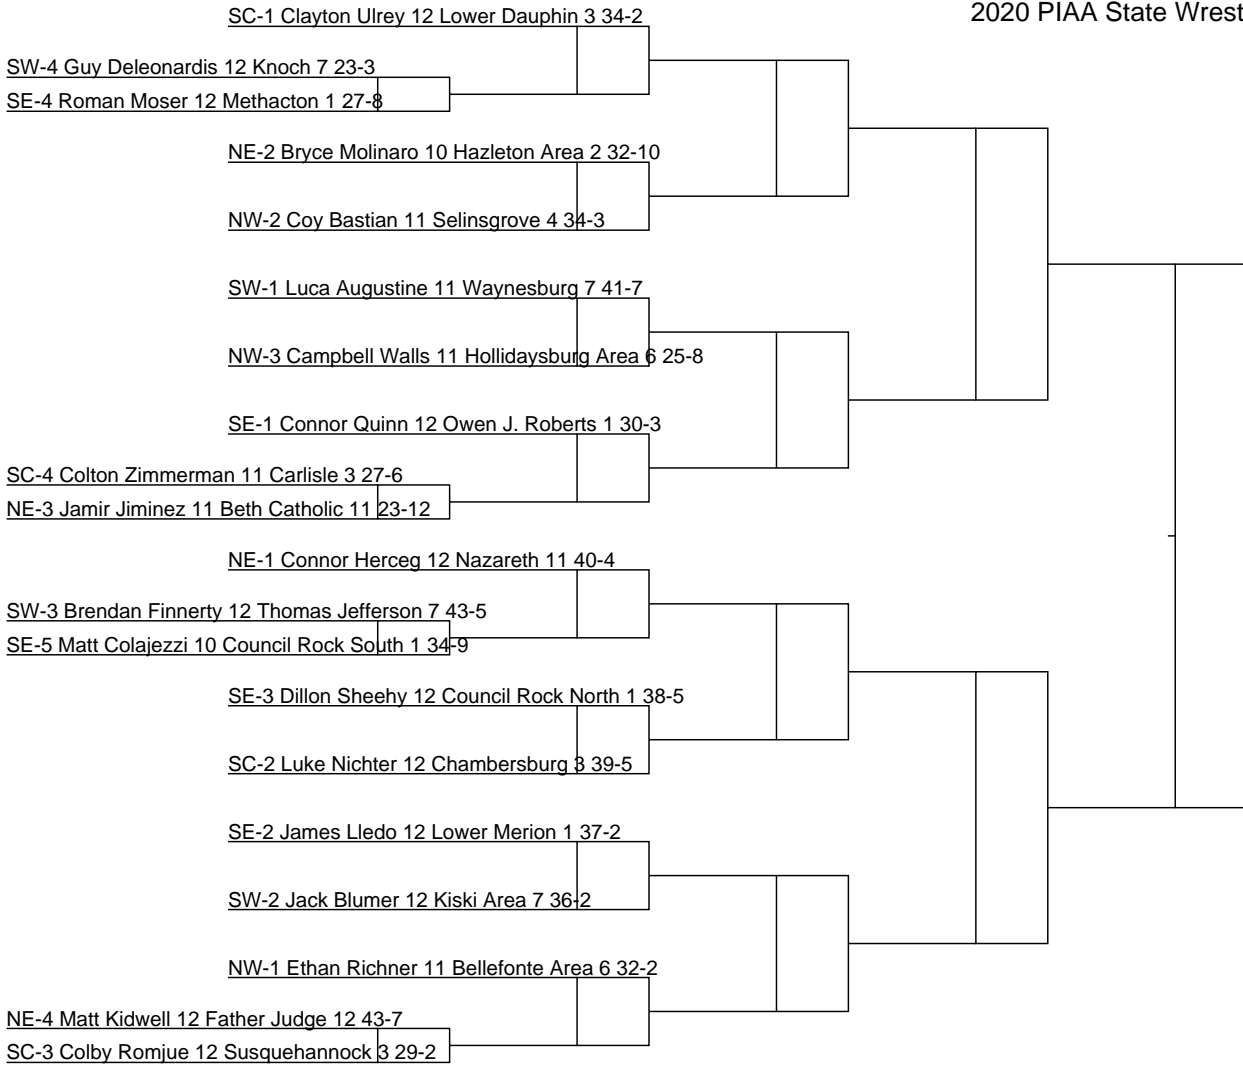 2020 PIAA State Wrest
SC-1 Clayton Ulrey 12 Lower Dauphin 3 34-2
SW-4 Guy Deleonardis 12 Knoch 7 23-3
SE-4 Roman Moser 12 Methacton 1 27-8
NE-2 Bryce Molinaro 10 Hazleton Area 2 32-10
NW-2 Coy Bastian 11 Selinsgrove 4 34-3
SW-1 Luca Augustine 11 Waynesburg 7 41-7
NW-3 Campbell Walls 11 Hollidaysburg Area 6 25-8
SE-1 Connor Quinn 12 Owen J. Roberts 1 30-3
SC-4 Colton Zimmerman 11 Carlisle 3 27-6
NE-3 Jamir Jiminez 11 Beth Catholic 11 23-12
NE-1 Connor Herceg 12 Nazareth 11 40-4
SW-3 Brendan Finnerty 12 Thomas Jefferson 7 43-5
SE-5 Matt Colajezzi 10 Council Rock South 1 34-9
SE-3 Dillon Sheehy 12 Council Rock North 1 38-5
SC-2 Luke Nichter 12 Chambersburg 3 39-5
SE-2 James Lledo 12 Lower Merion 1 37-2
SW-2 Jack Blumer 12 Kiski Area 7 36-2
NW-1 Ethan Richner 11 Bellefonte Area 6 32-2
NE-4 Matt Kidwell 12 Father Judge 12 43-7
SC-3 Colby Romjue 12 Susquehannock 3 29-2